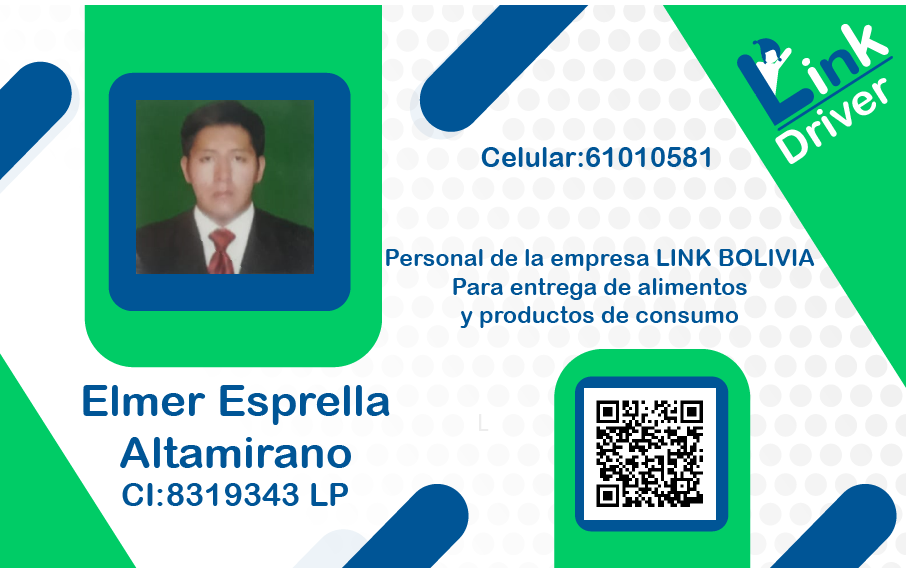 Link
Driver
Celular:61010581
Personal de la empresa LINK BOLIVIA
Para entrega de alimentos
y productos de consumo
Elmer Esprella
Altamirano
CI:8319343 LP
L